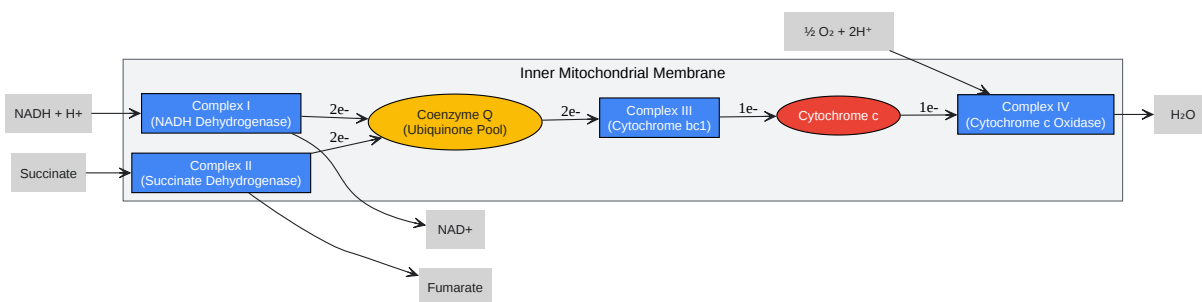 ½ O₂ + 2H⁺
Inner Mitochondrial Membrane
NADH + H+
Complex I
(NADH Dehydrogenase)
2e-
Coenzyme Q
(Ubiquinone Pool)
2e-
Complex III
(Cytochrome bc1)
1e-
Cytochrome c
1e-
Complex IV
(Cytochrome c Oxidase)
H₂O
2e-
Succinate
Complex II
(Succinate Dehydrogenase)
NAD+
Fumarate